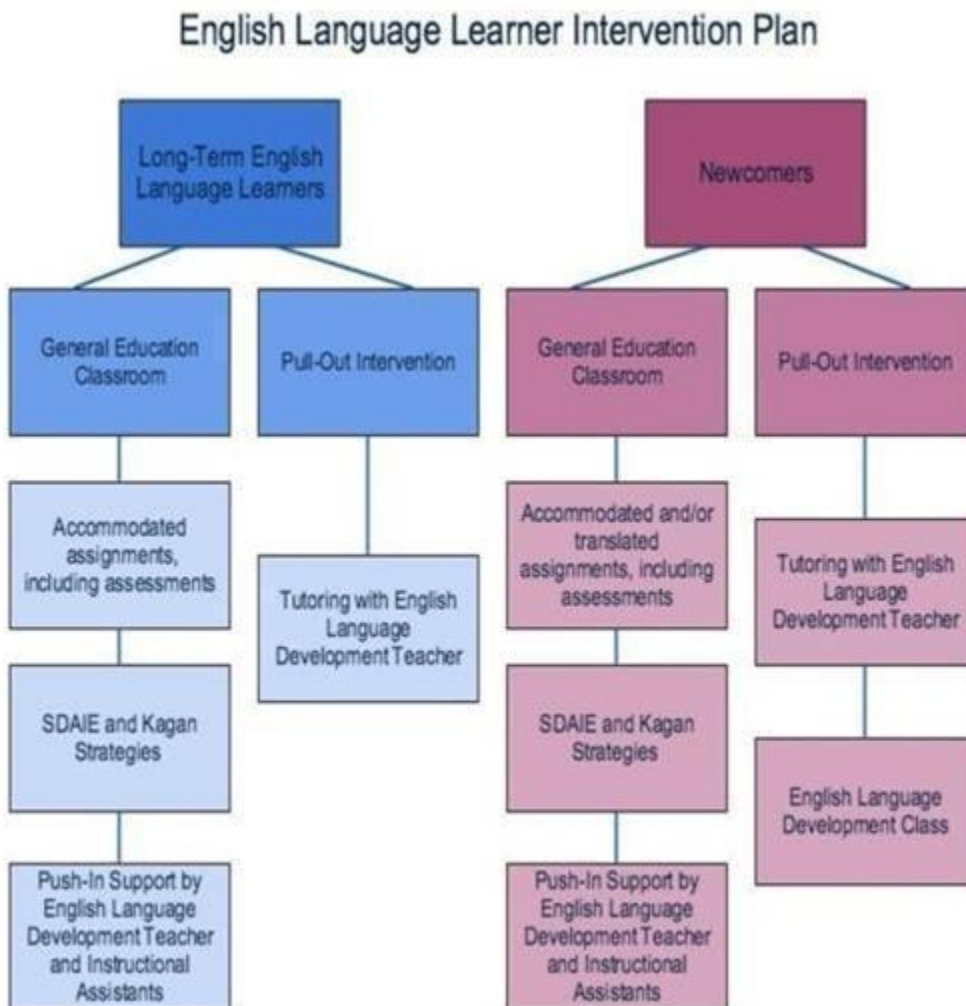 English Language Learner Intervention Plan
Long-Term English
Language Learners
Newcomers
General Education
Classroom
Pull-Out Intervention
General Education
Classroom
Pull-Out Intervention
Accommodated
assignments,
including assessments
Tutoring with English
Language
Development Teacher
Accommodated and/or
translated
assignments, including
assessments
Tutoring with English
Language
Development Teacher
SDAIE and Kagan
Strategies
SDAIE and Kagan
Strategies
English Language
Development Class
Push-In Support by
English Language
Development Teacher
and Instructional
Assistants
Push-In Support by
English Language
Development Teacher
and Instructional
Assistants